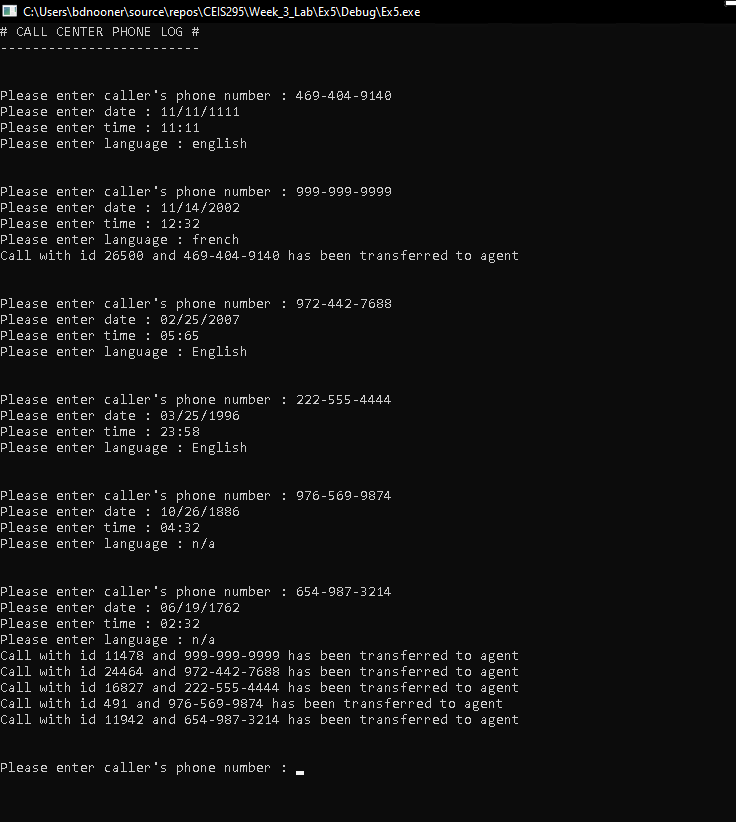 C:\Users\bdnooner\source\repos\CEIS295\Week_3_Lab\Ex5\Debug\Ex5.exe
# CALL CENTER PHONE LOG #
-------------------------
Please enter caller's phone number : 469-404-9140
Please enter date : 11/11/1111
Please enter time : 11:11
Please enter language : english
Please enter caller's phone number : 999-999-9999
Please enter date : 11/14/2002
Please enter time : 12:32
Please enter language : french
Call with id 26500 and 469-404-9140 has been transferred to agent
Please enter caller's phone number : 972-442-7688
Please enter date : 02/25/2007
Please enter time : 05:65
Please enter language : English
Please enter caller's phone number : 222-555-4444
Please enter date : 03/25/1996
Please enter time : 23:58
Please enter language : English
Please enter caller's phone number : 976-569-9874
Please enter date : 10/26/1886
Please enter time : 04:32
Please enter language : n/a
Please enter caller's phone number : 654-987-3214
Please enter date : 06/19/1762
Please enter time : 02:32
Please enter language : n/a
Call with id 11478 and 999-999-9999 has been transferred to agent
Call with id 24464 and 972-442-7688 has been transferred to agent
Call with id 16827 and 222-555-4444 has been transferred to agent
Call with id 491 and 976-569-9874 has been transferred to agent
Call with id 11942 and 654-987-3214 has been transferred to agent
Please enter caller's phone number :